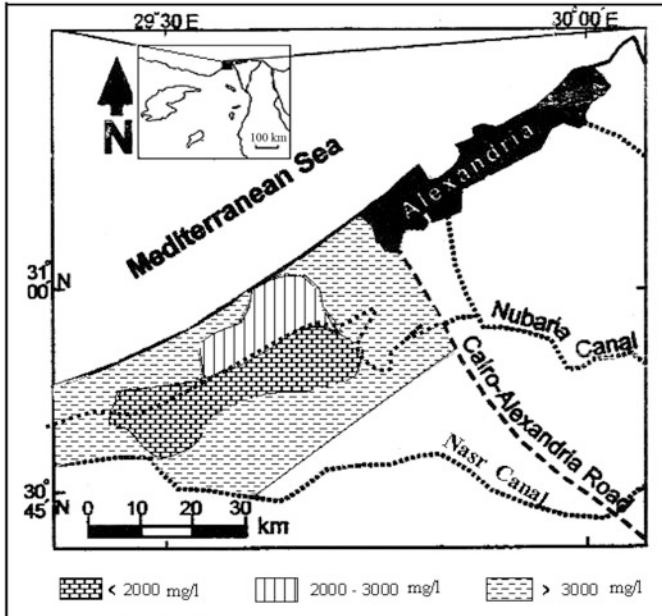 29°30'
30°00' E
100 km
N
Mediterranean Sea
Alexandria
31°
00' N
Nubaria
Canal
Cairo-Alexandria Road
Nasr Canal
30°
45' N
0 10 20 30
km
< 2000 mg/l
2000 - 3000 mg/l
> 3000 mg/l